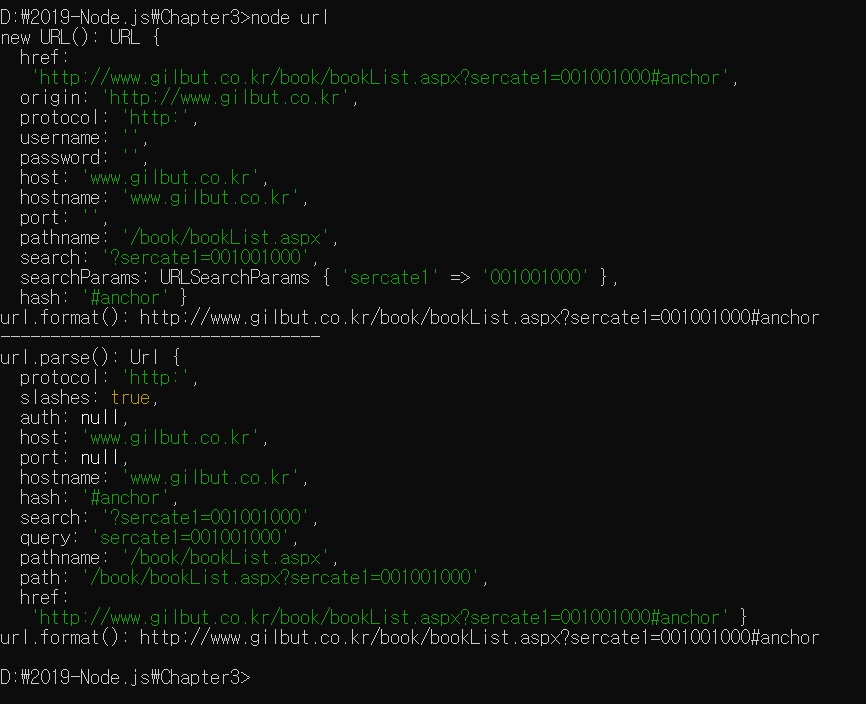 D:₩2019-Node.js₩Chapter3>node url
new URL(): URL {
  href:
   'http://www.gilbut.co.kr/book/bookList.aspx?sercate1=001001000#anchor',
  origin: 'http://www.gilbut.co.kr',
  protocol: 'http:',
  username: '',
  password: '',
  host: 'www.gilbut.co.kr',
  hostname: 'www.gilbut.co.kr',
  port: '',
  pathname: '/book/bookList.aspx',
  search: '?sercate1=001001000',
  searchParams: URLSearchParams { 'sercate1' => '001001000' },
  hash: '#anchor' }
url.format(): http://www.gilbut.co.kr/book/bookList.aspx?sercate1=001001000#anchor
--------------------------------
url.parse(): Url {
  protocol: 'http:',
  slashes: true,
  auth: null,
  host: 'www.gilbut.co.kr',
  port: null,
  hostname: 'www.gilbut.co.kr',
  hash: '#anchor',
  search: '?sercate1=001001000',
  query: 'sercate1=001001000',
  pathname: '/book/bookList.aspx',
  path: '/book/bookList.aspx?sercate1=001001000',
  href:
   'http://www.gilbut.co.kr/book/bookList.aspx?sercate1=001001000#anchor' }
url.format(): http://www.gilbut.co.kr/book/bookList.aspx?sercate1=001001000#anchor
D:₩2019-Node.js₩Chapter3>